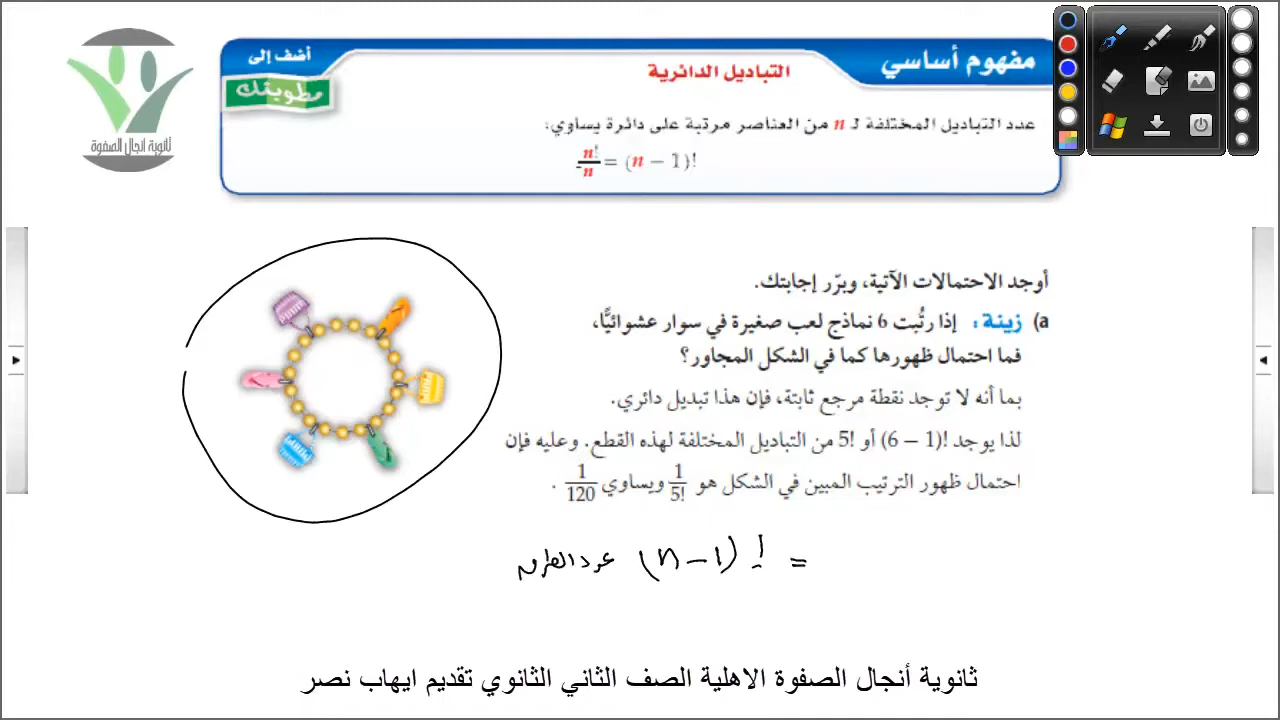 مفهوم أساسي
أضف إلى
مطويتك
التباديل الدائرية
عدد التباديل المختلفة لـ n من العناصر مرتبة على دائرة يساوي:
n!/n = (n − 1)!
ثانوية انجال الصفوة
أوجد الاحتمالات الآتية، وبرّر إجابتك.
a) زينة: إذا رتُّبت 6 نماذج لعب صغيرة في سوار عشوائيًّا،
فما احتمال ظهورها كما في الشكل المجاور؟
بما أنه لا توجد نقطة مرجع ثابتة، فإن هذا تبديل دائري.
لذا يوجد !(1 − 6) أو !5 من التباديل المختلفة لهذه القطع. وعليه فإن
احتمال ظهور الترتيب المبين في الشكل هو 1/5! ويساوي 1/120 .
عدد الطرق (n − 1) ! =
ثانوية أنجال الصفوة الاهلية الصف الثاني الثانوي تقديم ايهاب نصر